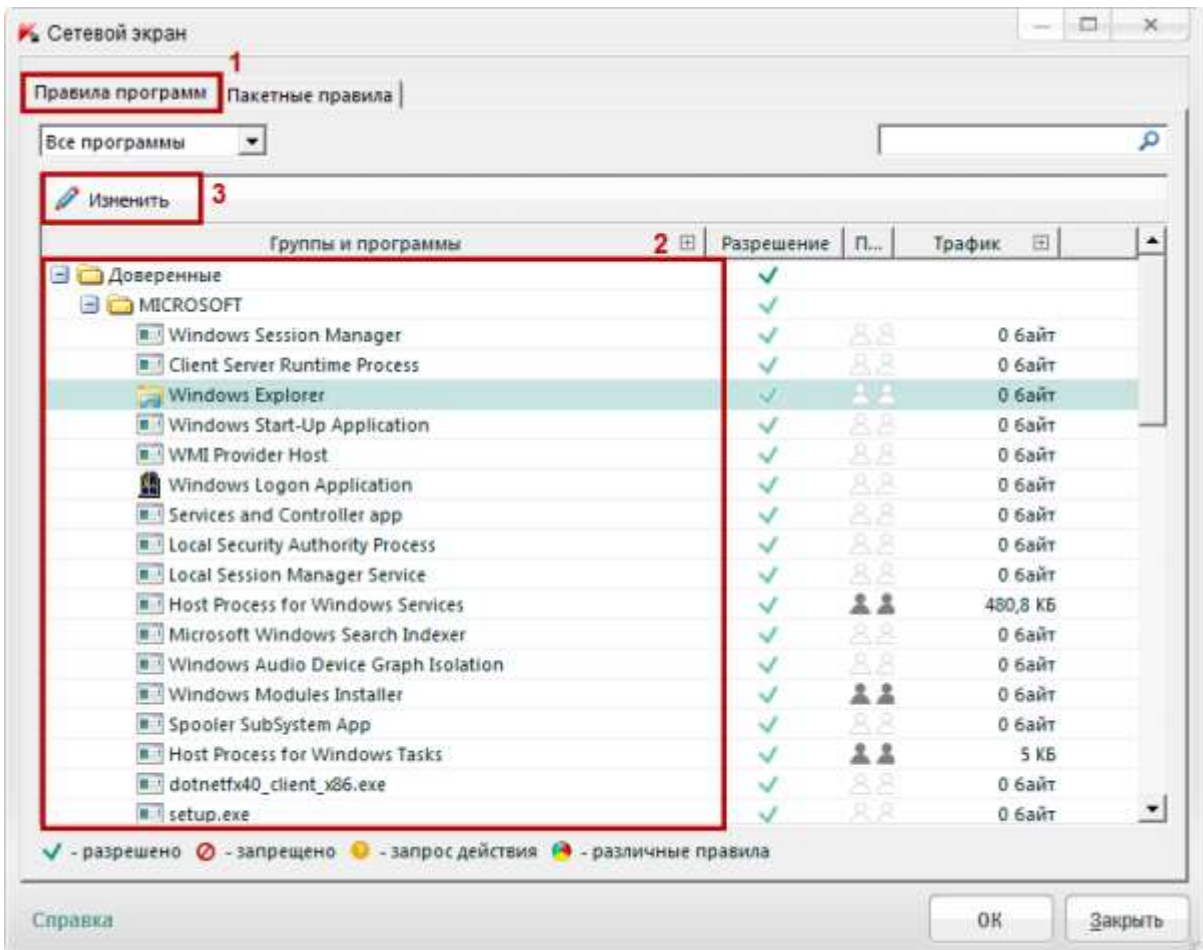 Сетевой экран
1
Правила программ Пакетные правила
Все программы
Изменить 3
Группы и программы 2 Разрешение П... Трафик
Доверенные
MICROSOFT
Windows Session Manager 0 байт
Client Server Runtime Process 0 байт
Windows Explorer 0 байт
Windows Start-Up Application 0 байт
WMI Provider Host 0 байт
Windows Logon Application 0 байт
Services and Controller app 0 байт
Local Security Authority Process 0 байт
Local Session Manager Service 0 байт
Host Process for Windows Services 480,8 КБ
Microsoft Windows Search Indexer 0 байт
Windows Audio Device Graph Isolation 0 байт
Windows Modules Installer 0 байт
Spooler SubSystem App 0 байт
Host Process for Windows Tasks 5 КБ
dotnetfx40_client_x86.exe 0 байт
setup.exe 0 байт
- разрешено - запрещено - запрос действия - различные правила
Справка ОК Закрыть